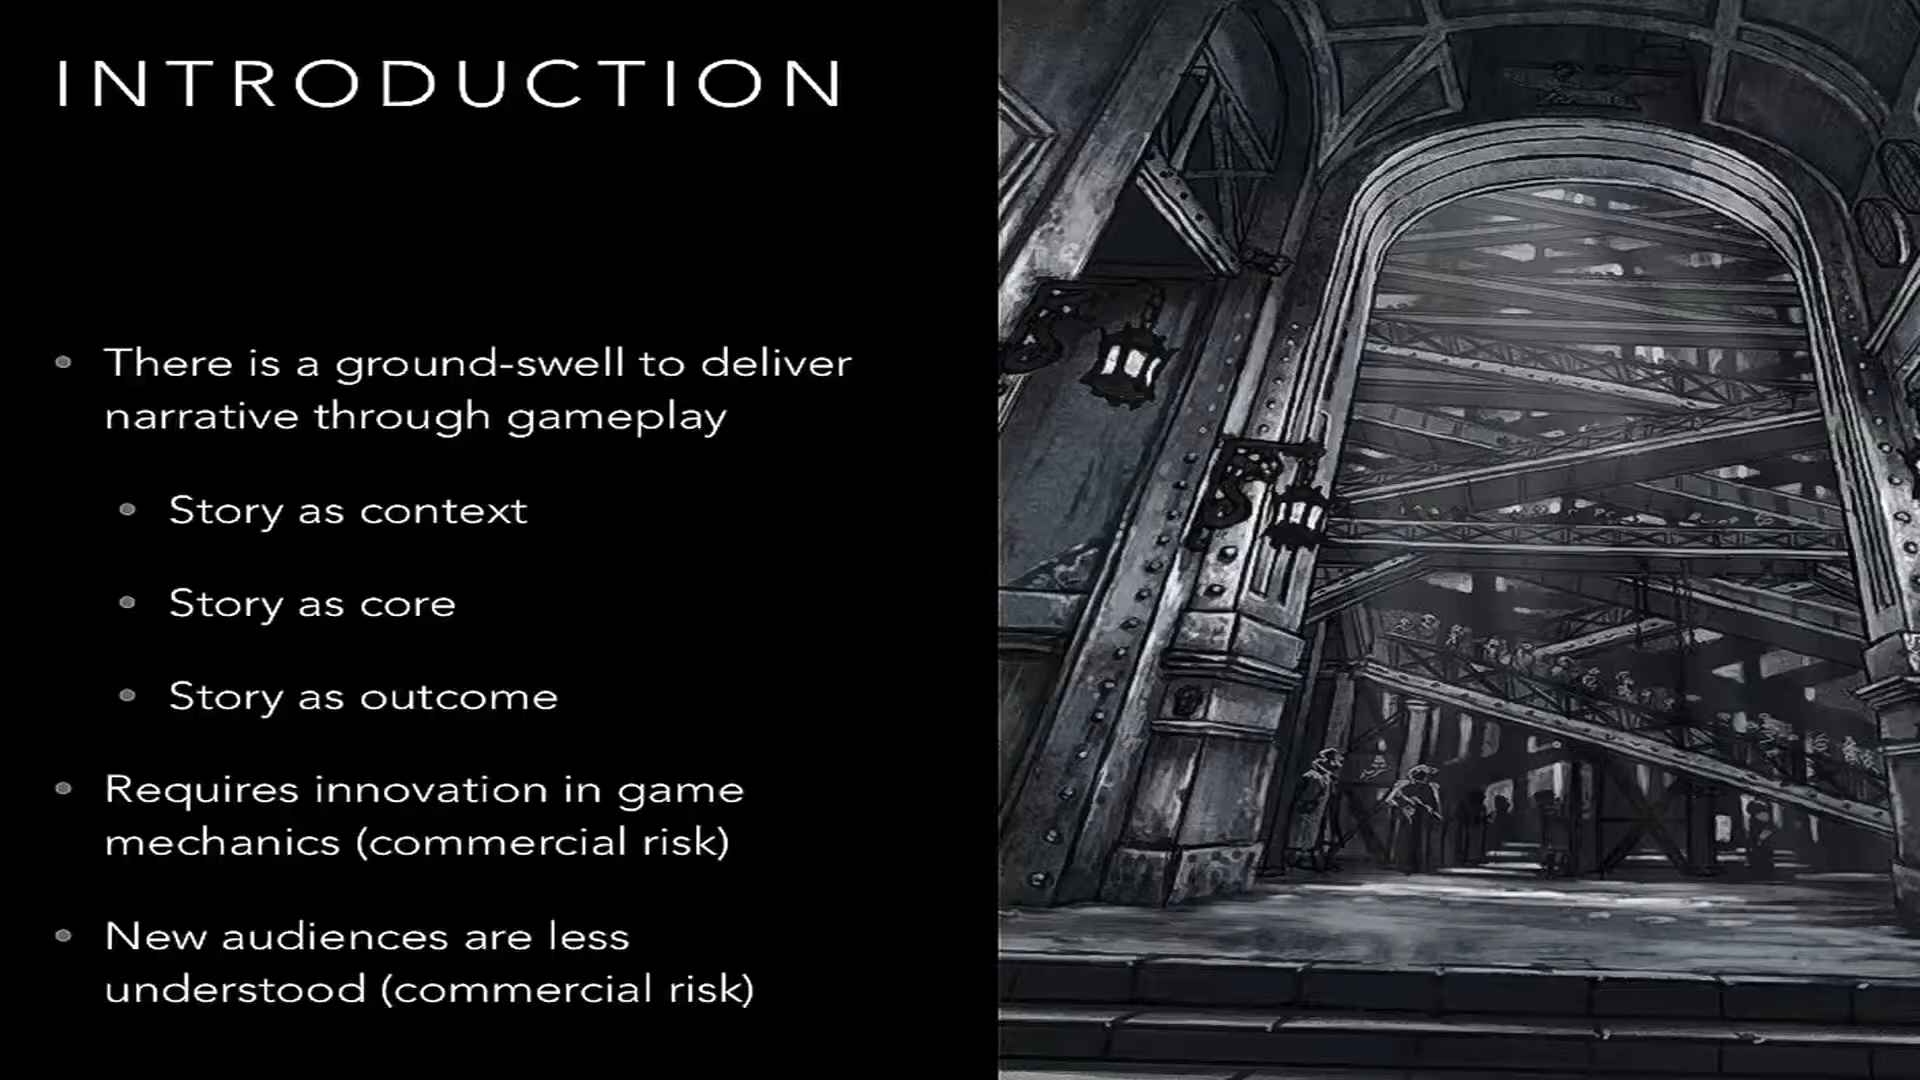 INTRODUCTION
• There is a ground-swell to deliver
narrative through gameplay
• Story as context
• Story as core
• Story as outcome
• Requires innovation in game
mechanics (commercial risk)
• New audiences are less
understood (commercial risk)